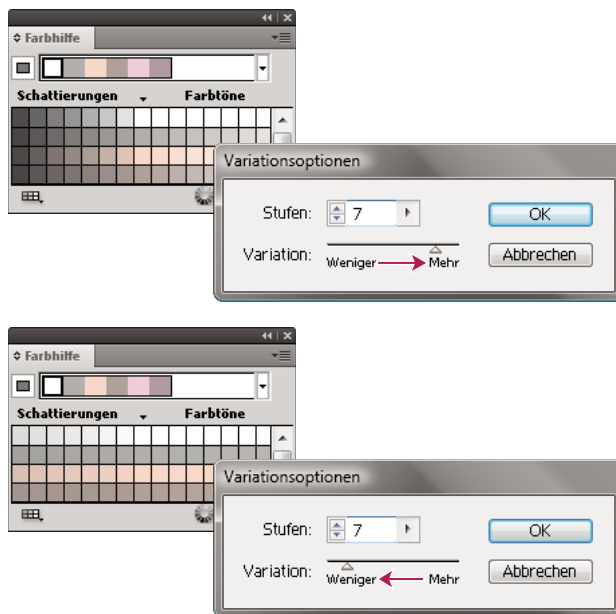 Farbhilfe
Schattierungen Farbtöne
Variationsoptionen
Stufen: 7 OK
Variation: Weniger Mehr Abbrechen
Farbhilfe
Schattierungen Farbtöne
Variationsoptionen
Stufen: 7 OK
Variation: Weniger Mehr Abbrechen